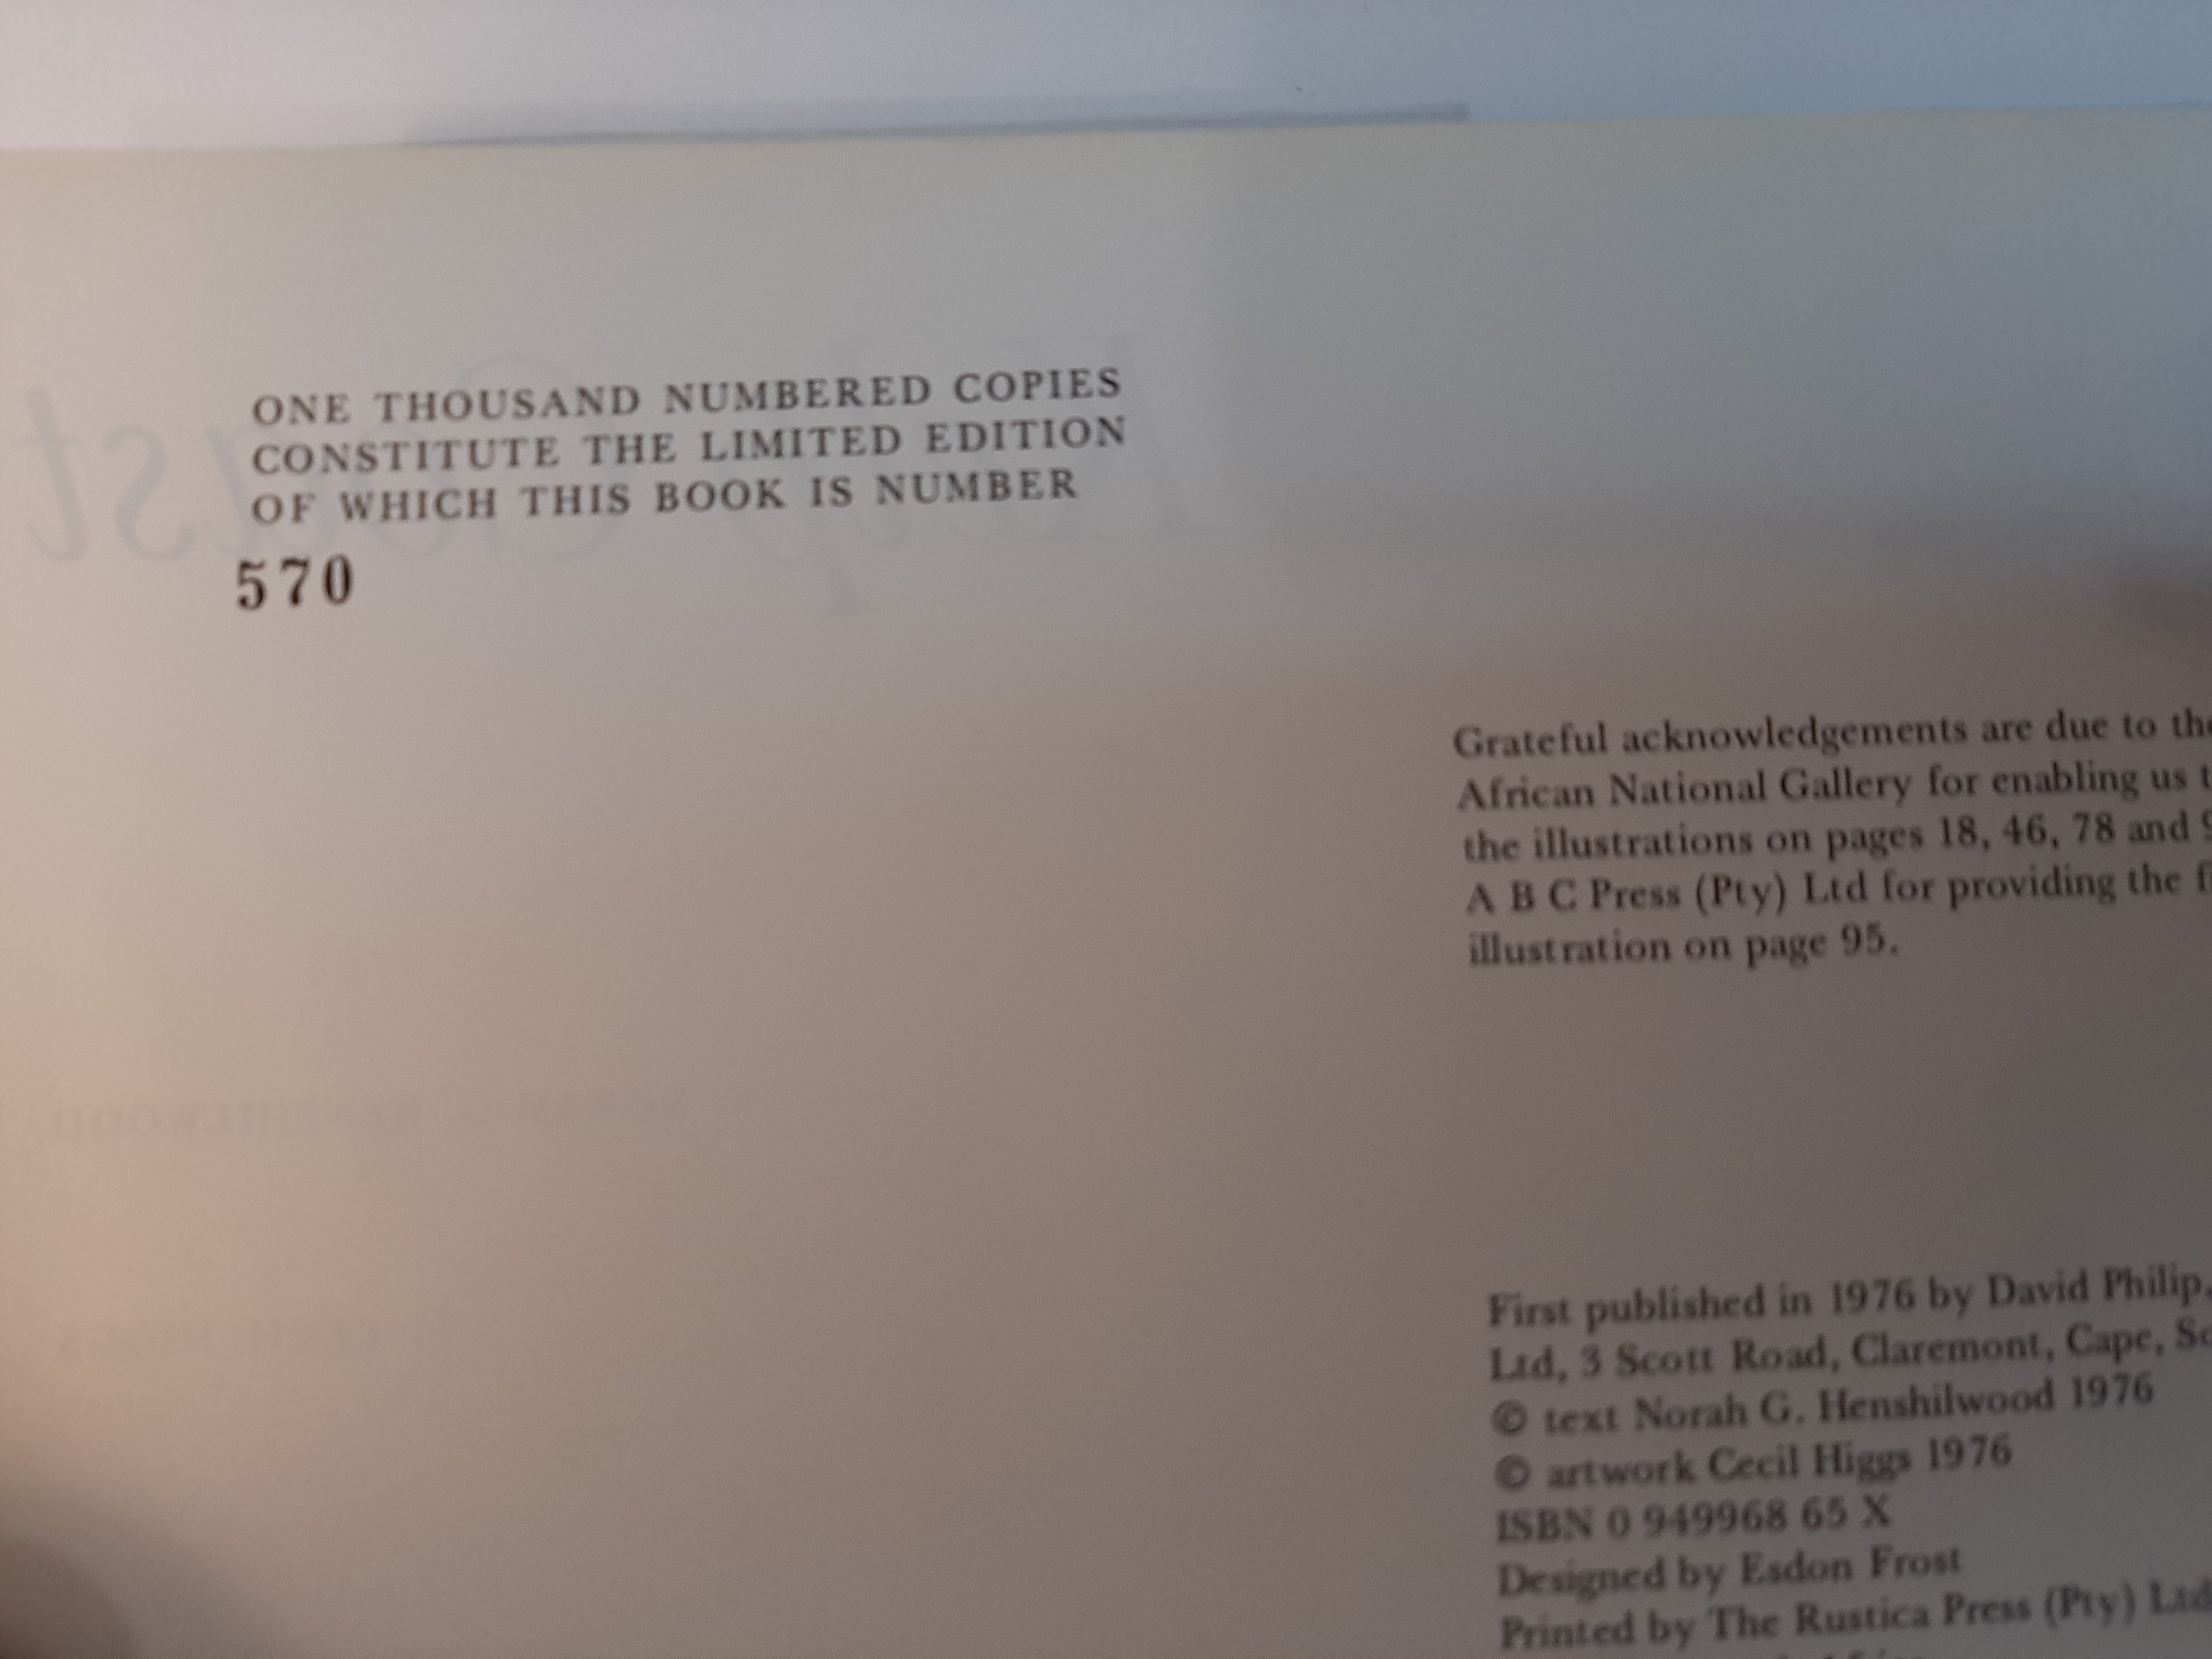 ONE THOUSAND NUMBERED COPIES
CONSTITUTE THE LIMITED EDITION
OF WHICH THIS BOOK IS NUMBER
570
Grateful acknowledgements are due to
African National Gallery for enabling us
the illustrations on pages 18, 46, 78 and
A B C Press (Pty) Ltd for providing the
illustration on page 95.
First published in 1976 by David Philip,
Ltd, 3 Scott Road, Claremont, Cape,
© text Norah G. Henshilwood 1976
© artwork Cecil Higgs 1976
ISBN 0 949968 65 X
Designed by Esdon Frost
Printed by The Rustica Press (Pty) Ltd